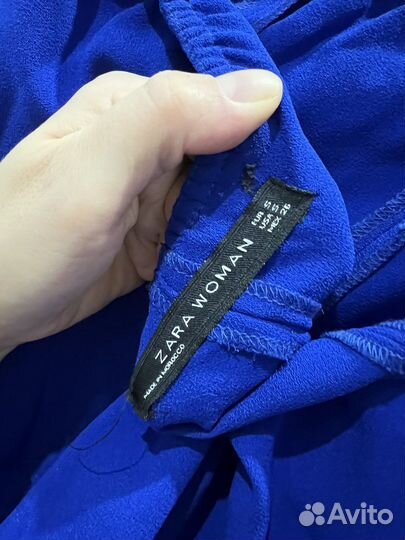 EUR S
USA S
MEX 26
ZARA WOMAN
MADE IN MOROCCO
Avito